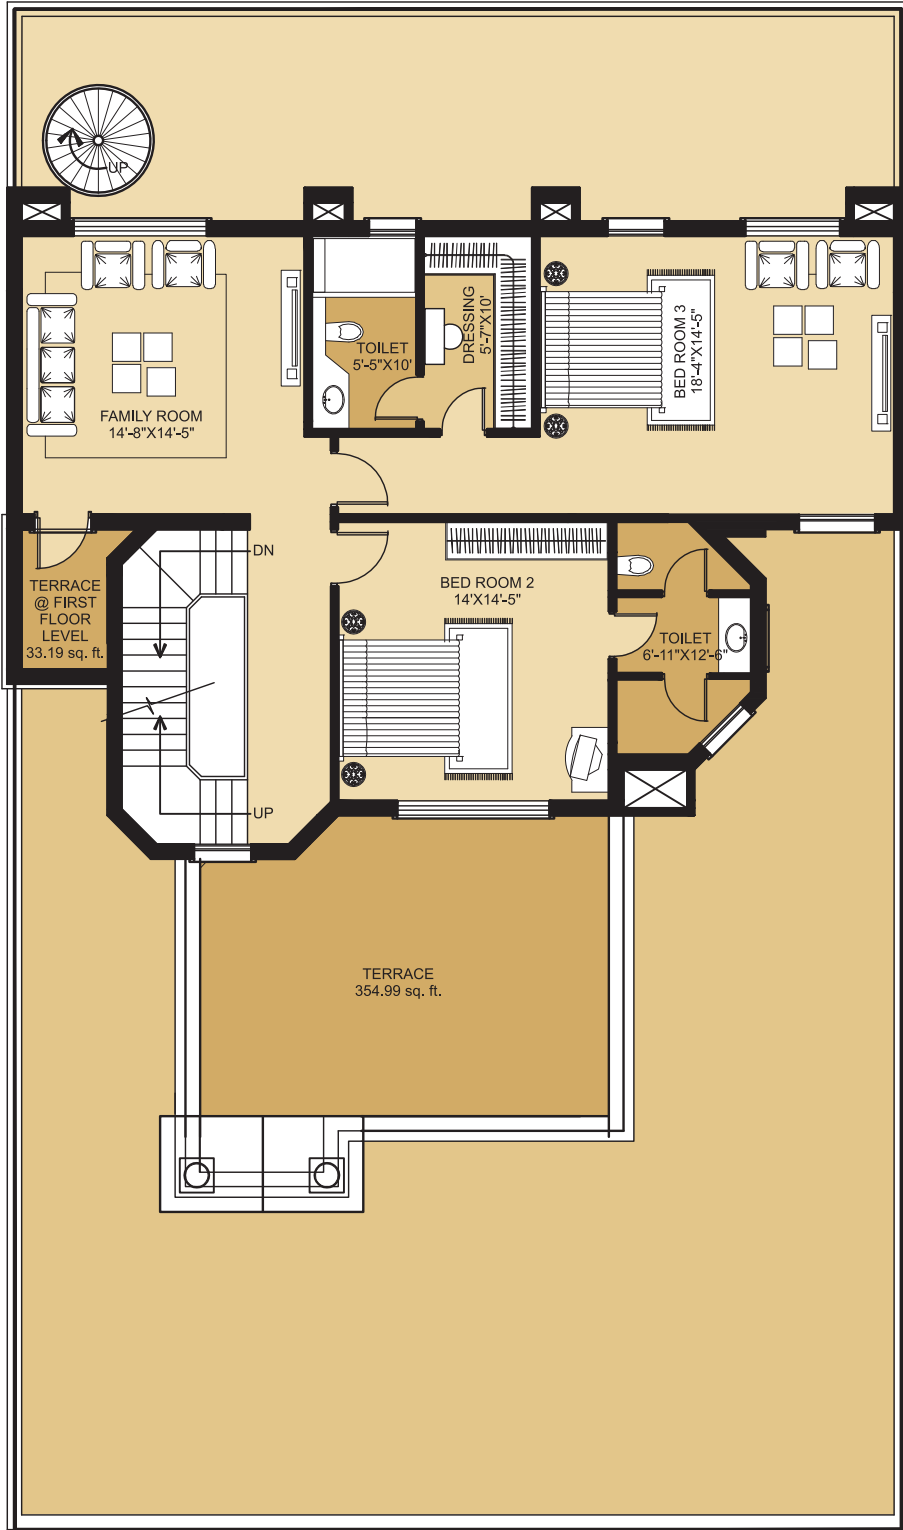 UP
FAMILY ROOM
14'-8"X14'-5"
TOILET
5'-5"X10'
DRESSING
5'-7"X10'
BED ROOM 3
18'-4"X14'-5"
TERRACE
@ FIRST
FLOOR
LEVEL
33.19 sq. ft.
DN
UP
BED ROOM 2
14'X14'-5"
TOILET
6'-11"X12'-6"
TERRACE
354.99 sq. ft.